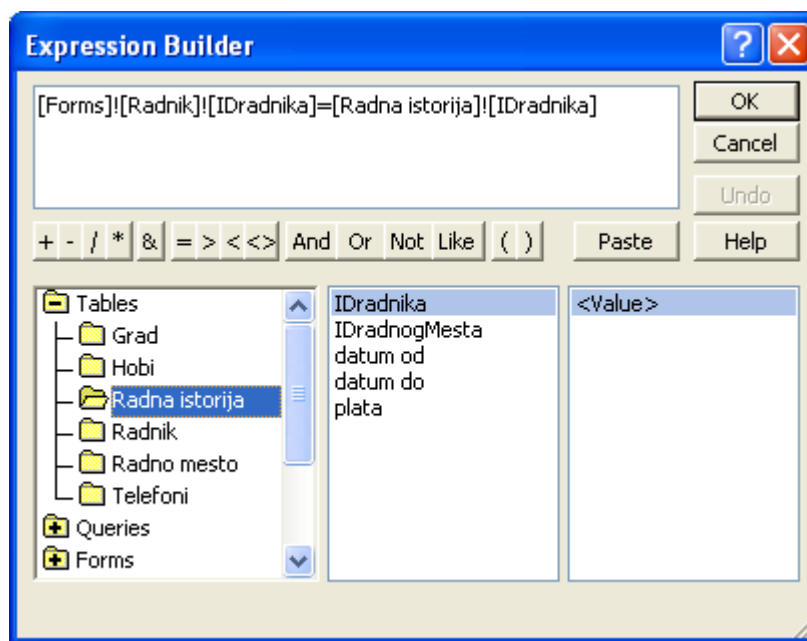 Expression Builder
[Forms]![Radnik]![IDradnika]=[Radna istorija]![IDradnika]
OK
Cancel
Undo
+ - / * & = > < <> And Or Not Like ( ) Paste Help
Tables
Grad
Hobi
Radna istorija
Radnik
Radno mesto
Telefoni
Queries
Forms
IDradnika
IDradnogMesta
datum od
datum do
plata
<Value>